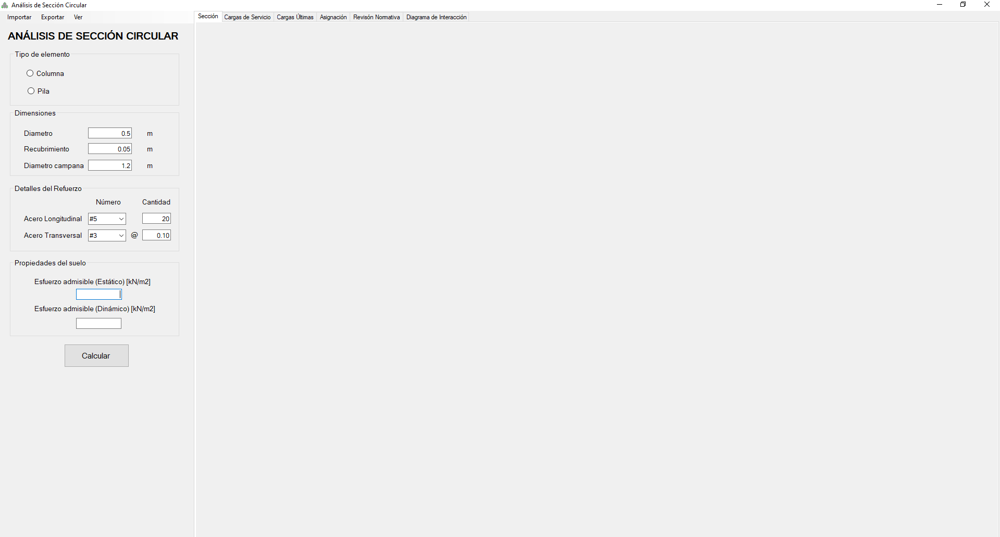 Análisis de Sección Circular
Importar Exportar Ver
Sección Cargas de Servicio Cargas Últimas Asignación Revisón Normativa Diagrama de Interacción
ANÁLISIS DE SECCIÓN CIRCULAR
Tipo de elemento
Columna
Pila
Dimensiones
Diametro 0.5 m
Recubrimiento 0.05 m
Diametro campana 1.2 m
Detalles del Refuerzo
Número Cantidad
Acero Longitudinal #5 20
Acero Transversal #3 @ 0.10
Propiedades del suelo
Esfuerzo admisible (Estático) [kN/m2]
Esfuerzo admisible (Dinámico) [kN/m2]
Calcular